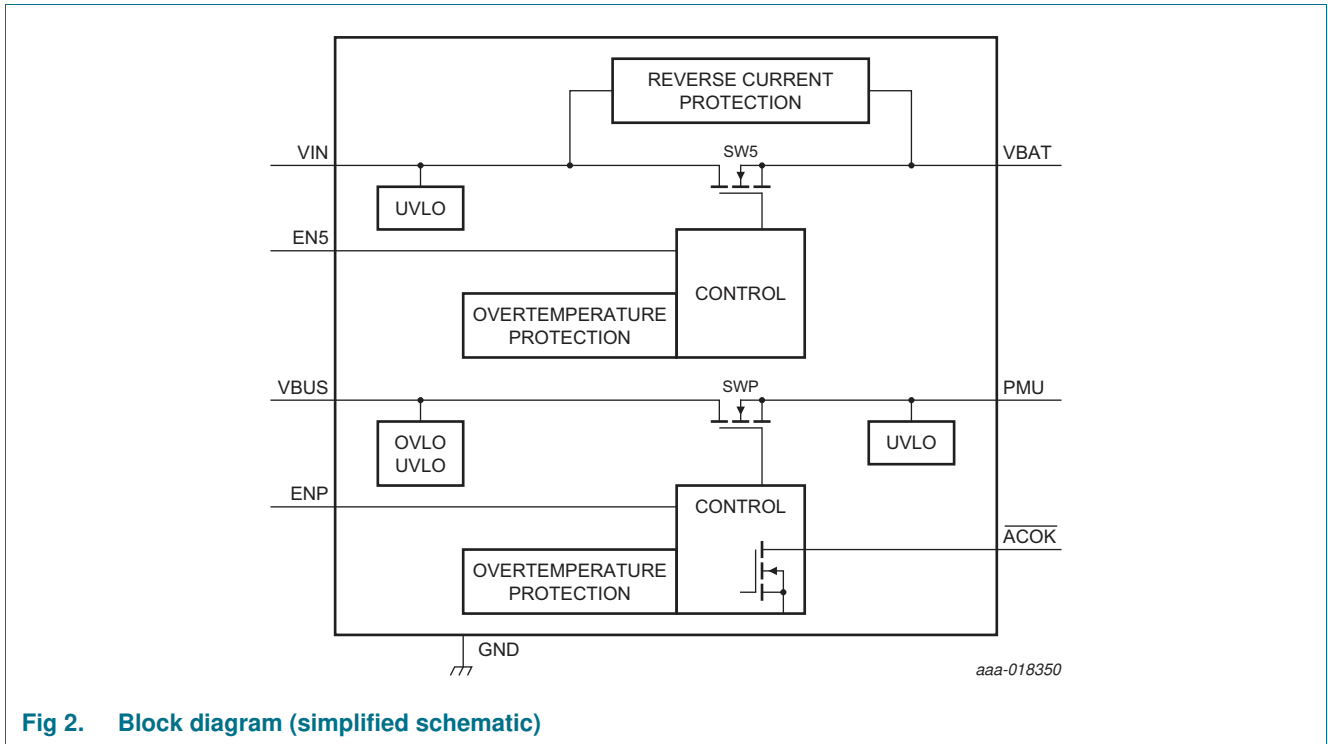 REVERSE CURRENT
PROTECTION
VIN
SW5
VBAT
UVLO
EN5
CONTROL
OVERTEMPERATURE
PROTECTION
VBUS
SWP
PMU
OVLO
UVLO
UVLO
ENP
CONTROL
ACOK
OVERTEMPERATURE
PROTECTION
GND
aaa-018350
Fig 2. Block diagram (simplified schematic)